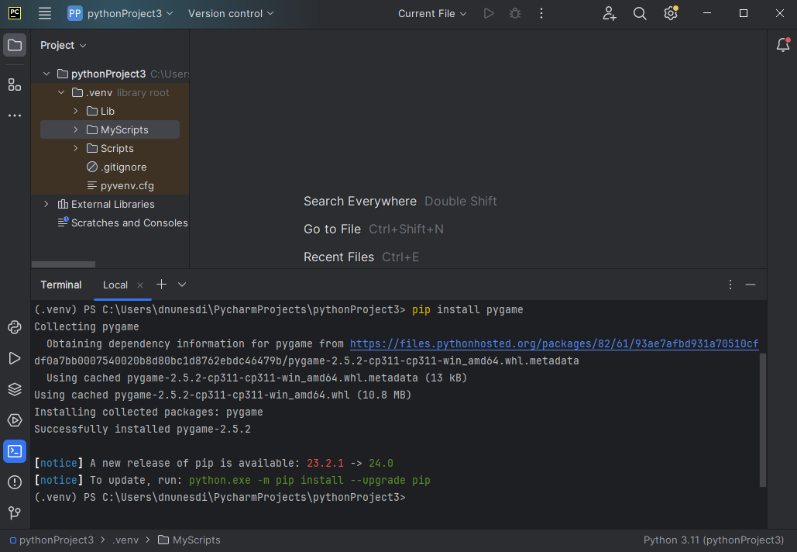 PC PP pythonProject3 Version control Current File
Project
pythonProject3 C:\Users
.venv library root
Lib
MyScripts
Scripts
.gitignore
pyvenv.cfg
External Libraries
Scratches and Consoles
Search Everywhere Double Shift
Go to File Ctrl+Shift+N
Recent Files Ctrl+E
Terminal Local
(.venv) PS C:\Users\dnunesdi\PycharmProjects\pythonProject3> pip install pygame
Collecting pygame
Obtaining dependency information for pygame from https://files.pythonhosted.org/packages/82/61/93ae7afbd931a70510cf
df0a7bb0007540020b8d80bc1d8762ebdc46479b/pygame-2.5.2-cp311-cp311-win_amd64.whl.metadata
Using cached pygame-2.5.2-cp311-cp311-win_amd64.whl.metadata (13 kB)
Using cached pygame-2.5.2-cp311-cp311-win_amd64.whl (10.8 MB)
Installing collected packages: pygame
Successfully installed pygame-2.5.2
[notice] A new release of pip is available: 23.2.1 -> 24.0
[notice] To update, run: python.exe -m pip install --upgrade pip
(.venv) PS C:\Users\dnunesdi\PycharmProjects\pythonProject3>
pythonProject3 > .venv > MyScripts Python 3.11 (pythonProject3)